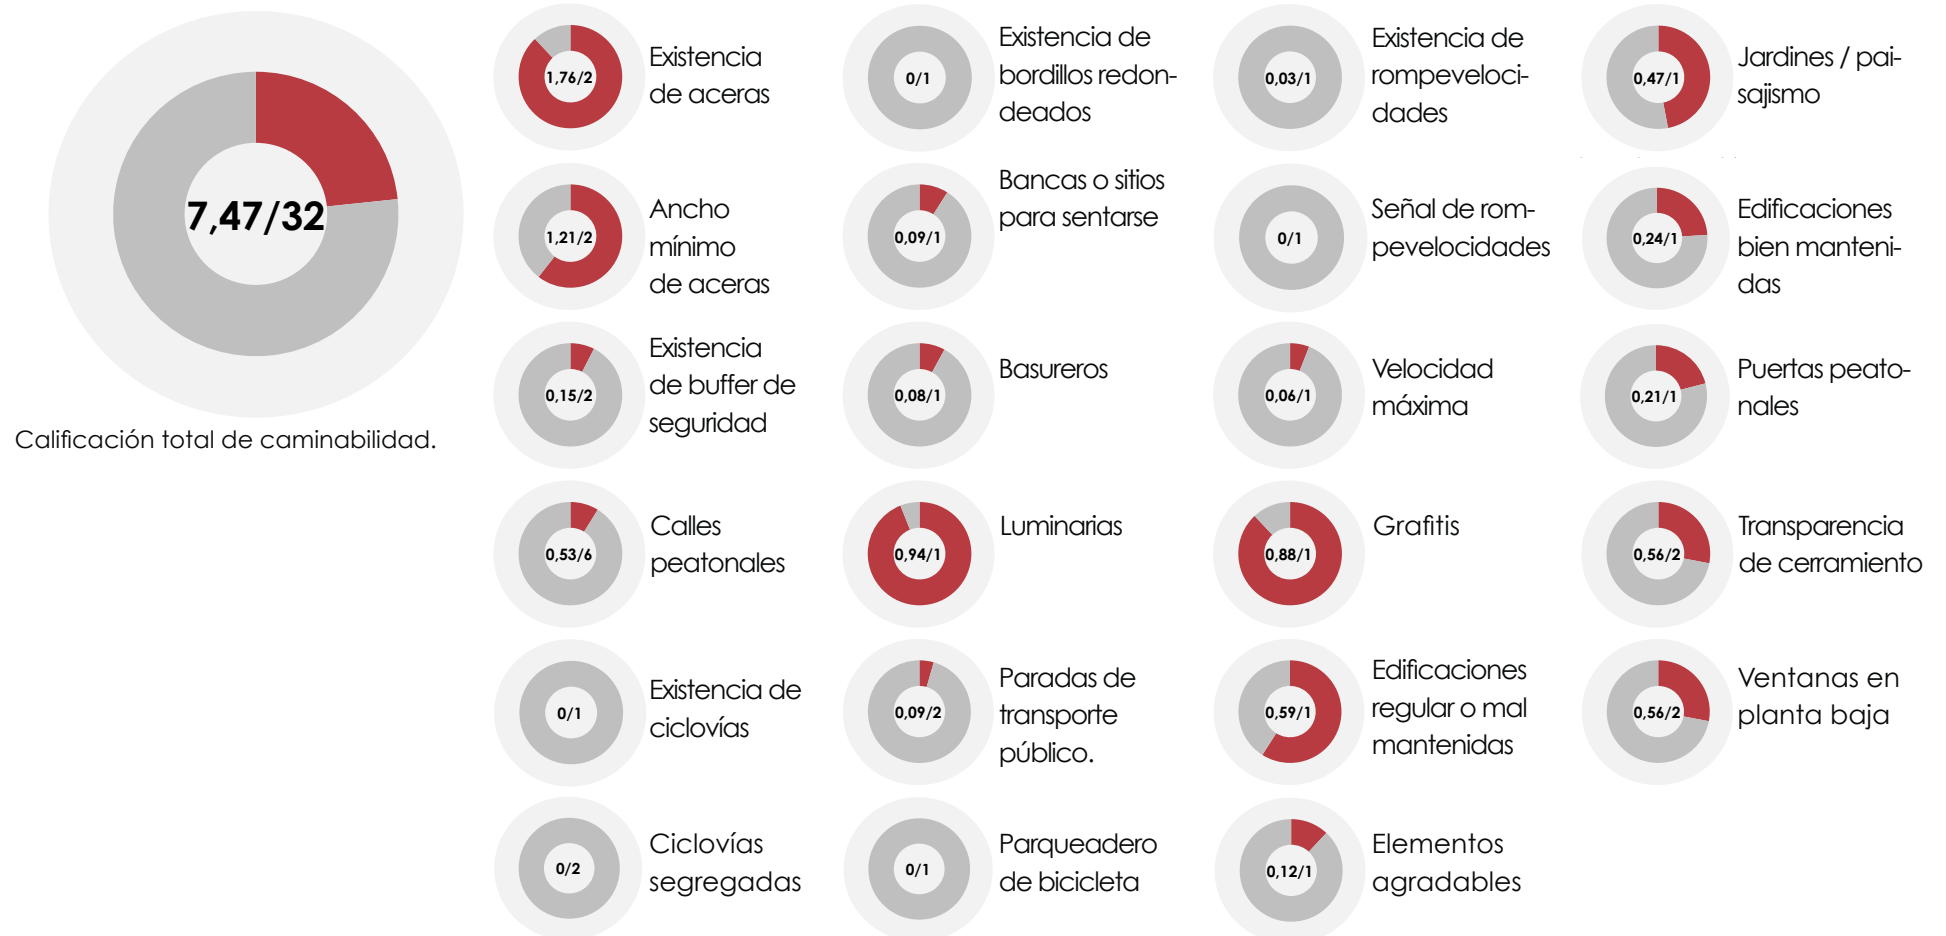 7,47/32
Calificación total de caminabilidad.
1,76/2
Existencia
de aceras
1,21/2
Ancho
mínimo
de aceras
0,15/2
Existencia
de buffer de
seguridad
0,53/6
Calles
peatonales
0/1
Existencia de
ciclovías
0/2
Ciclovías
segregadas
0/1
Existencia de
bordillos redon-
deados
0,09/1
Bancas o sitios
para sentarse
0,08/1
Basureros
0,94/1
Luminarias
0,09/2
Paradas de
transporte
público.
0/1
Parqueadero
de bicicleta
0,03/1
Existencia de
rompeveloci-
dades
0/1
Señal de rom-
pevelocidades
0,06/1
Velocidad
máxima
0,88/1
Grafitis
0,59/1
Edificaciones
regular o mal
mantenidas
0,12/1
Elementos
agradables
0,47/1
Jardines / pai-
sajismo
0,24/1
Edificaciones
bien manteni-
das
0,21/1
Puertas peato-
nales
0,56/2
Transparencia
de cerramiento
0,56/2
Ventanas en
planta baja